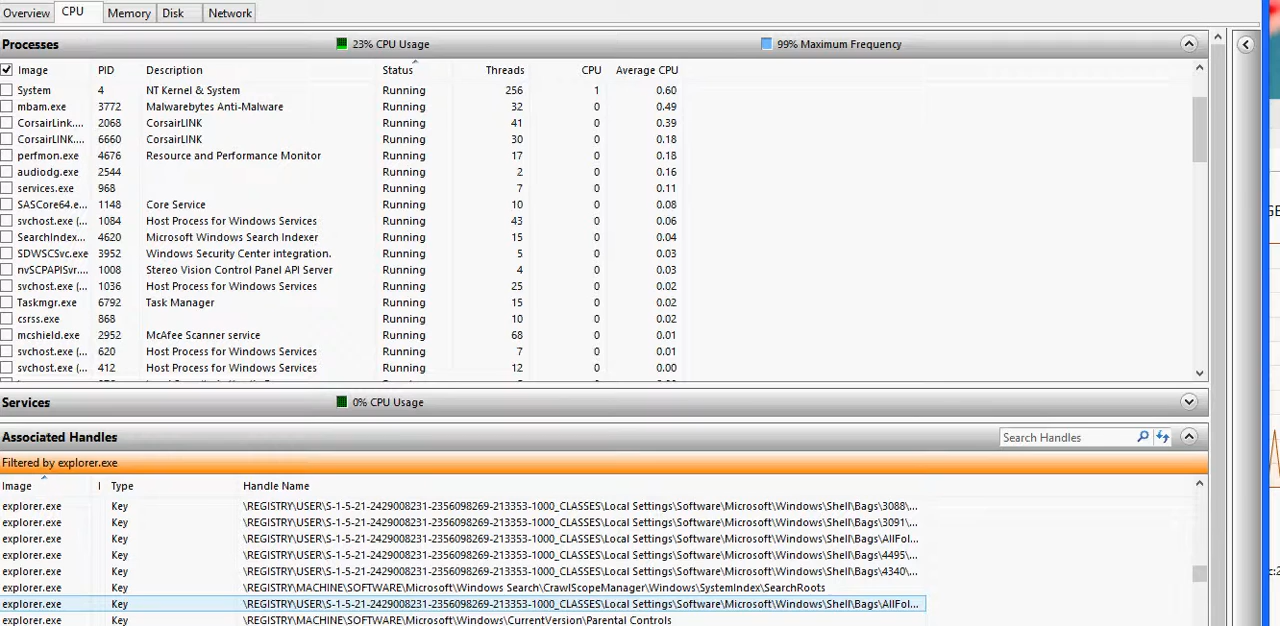 Overview CPU Memory Disk Network
Processes 23% CPU Usage 99% Maximum Frequency
Image PID Description Status Threads CPU Average CPU
System 4 NT Kernel & System Running 256 1 0.60
mbam.exe 3772 Malwarebytes Anti-Malware Running 32 0 0.49
CorsairLink.... 2068 CorsairLINK Running 41 0 0.39
CorsairLINK.... 6660 CorsairLINK Running 30 0 0.18
perfmon.exe 4676 Resource and Performance Monitor Running 17 0 0.18
audiodg.exe 2544 Running 2 0 0.16
services.exe 968 Running 7 0 0.11
SASCore64.e... 1148 Core Service Running 10 0 0.08
svchost.exe (... 1084 Host Process for Windows Services Running 43 0 0.06
SearchIndex... 4620 Microsoft Windows Search Indexer Running 15 0 0.04
SDWSCSvc.exe 3952 Windows Security Center integration. Running 5 0 0.03
nvSCPAPISvr.... 1008 Stereo Vision Control Panel API Server Running 4 0 0.03
svchost.exe (... 1036 Host Process for Windows Services Running 25 0 0.02
Taskmgr.exe 6792 Task Manager Running 15 0 0.02
csrss.exe 868 Running 10 0 0.02
mcshield.exe 2952 McAfee Scanner service Running 68 0 0.01
svchost.exe (... 620 Host Process for Windows Services Running 7 0 0.01
svchost.exe (... 412 Host Process for Windows Services Running 12 0 0.00
Services 0% CPU Usage
Associated Handles Search Handles
Filtered by explorer.exe
Image Type Handle Name
explorer.exe Key \REGISTRY\USER\S-1-5-21-2429008231-2356098269-213353-1000_CLASSES\Local Settings\Software\Microsoft\Windows\Shell\Bags\3088\...
explorer.exe Key \REGISTRY\USER\S-1-5-21-2429008231-2356098269-213353-1000_CLASSES\Local Settings\Software\Microsoft\Windows\Shell\Bags\3091\...
explorer.exe Key \REGISTRY\USER\S-1-5-21-2429008231-2356098269-213353-1000_CLASSES\Local Settings\Software\Microsoft\Windows\Shell\Bags\AllFol...
explorer.exe Key \REGISTRY\USER\S-1-5-21-2429008231-2356098269-213353-1000_CLASSES\Local Settings\Software\Microsoft\Windows\Shell\Bags\4495\...
explorer.exe Key \REGISTRY\USER\S-1-5-21-2429008231-2356098269-213353-1000_CLASSES\Local Settings\Software\Microsoft\Windows\Shell\Bags\4340\...
explorer.exe Key \REGISTRY\MACHINE\SOFTWARE\Microsoft\Windows Search\CrawlScopeManager\Windows\SystemIndex\SearchRoots
explorer.exe Key \REGISTRY\USER\S-1-5-21-2429008231-2356098269-213353-1000_CLASSES\Local Settings\Software\Microsoft\Windows\Shell\Bags\AllFol...
explorer.exe Key \REGISTRY\MACHINE\SOFTWARE\Microsoft\Windows\CurrentVersion\Parental Controls